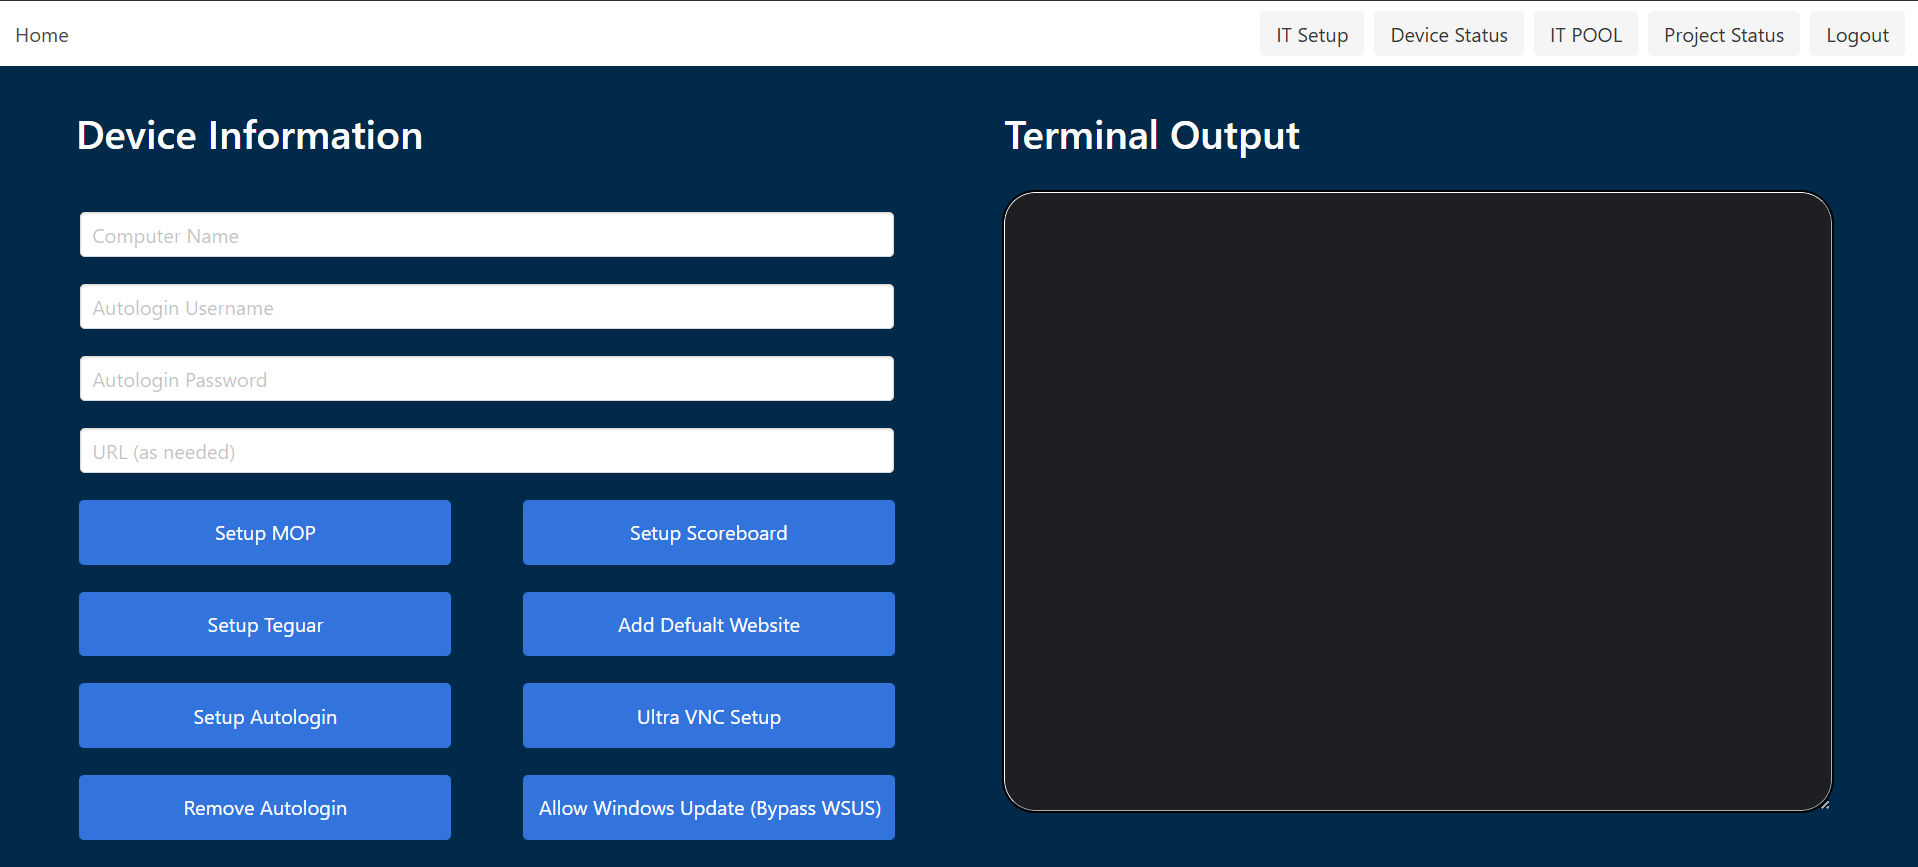 Home
IT Setup
Device Status
IT POOL
Project Status
Logout
Device Information
Computer Name
Autologin Username
Autologin Password
URL (as needed)
Setup MOP
Setup Scoreboard
Setup Teguar
Add Defualt Website
Setup Autologin
Ultra VNC Setup
Remove Autologin
Allow Windows Update (Bypass WSUS)
Terminal Output